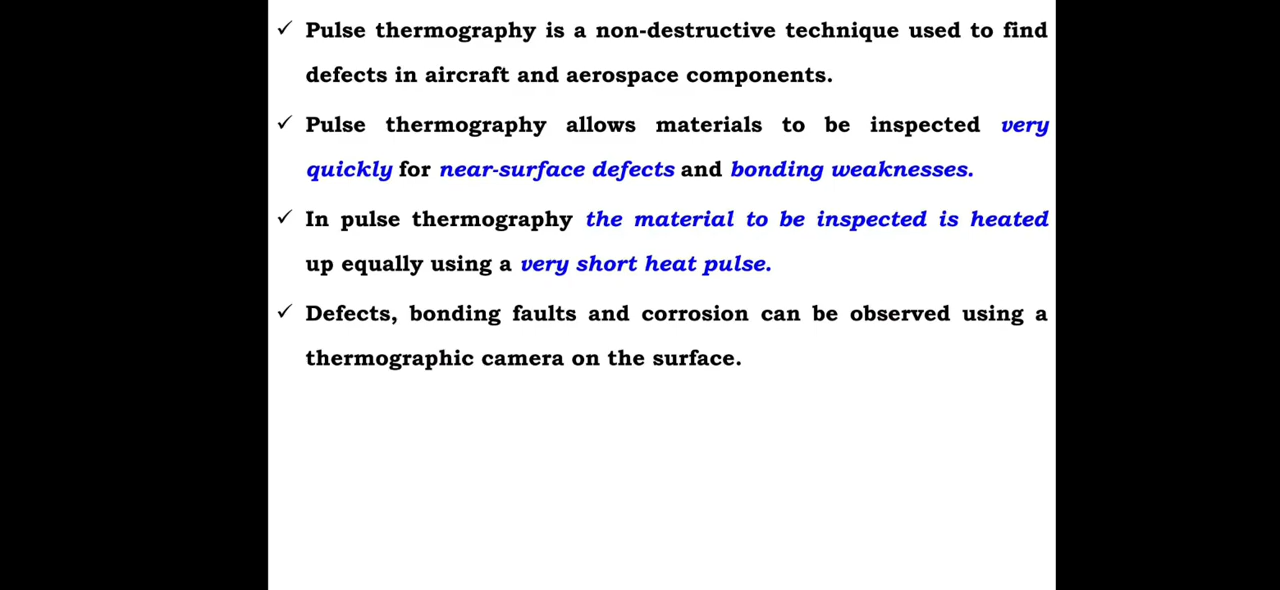 ✓ Pulse thermography is a non-destructive technique used to find
defects in aircraft and aerospace components.
✓ Pulse thermography allows materials to be inspected very
quickly for near-surface defects and bonding weaknesses.
✓ In pulse thermography the material to be inspected is heated
up equally using a very short heat pulse.
✓ Defects, bonding faults and corrosion can be observed using a
thermographic camera on the surface.